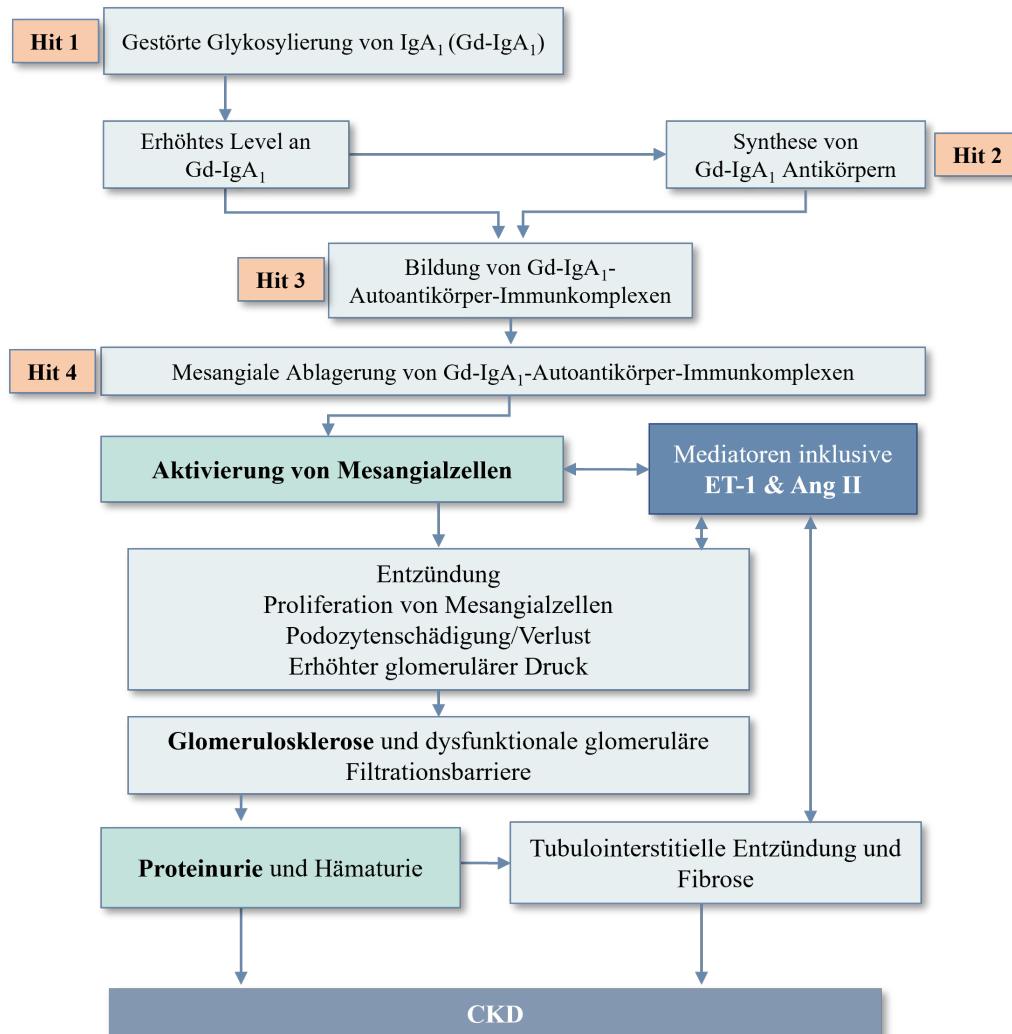 Hit 1
Gestörte Glykosylierung von IgA₁ (Gd-IgA₁)
Erhöhtes Level an
Gd-IgA₁
Synthese von
Gd-IgA₁ Antikörpern
Hit 2
Hit 3
Bildung von Gd-IgA₁-
Autoantikörper-Immunkomplexen
Hit 4
Mesangiale Ablagerung von Gd-IgA₁-Autoantikörper-Immunkomplexen
Aktivierung von Mesangialzellen
Mediatoren inklusive
ET-1 & Ang II
Entzündung
Proliferation von Mesangialzellen
Podozytenschädigung/Verlust
Erhöhter glomerulärer Druck
Glomerulosklerose und dysfunktionale glomeruläre
Filtrationsbarriere
Proteinurie und Hämaturie
Tubulointerstitielle Entzündung und
Fibrose
CKD